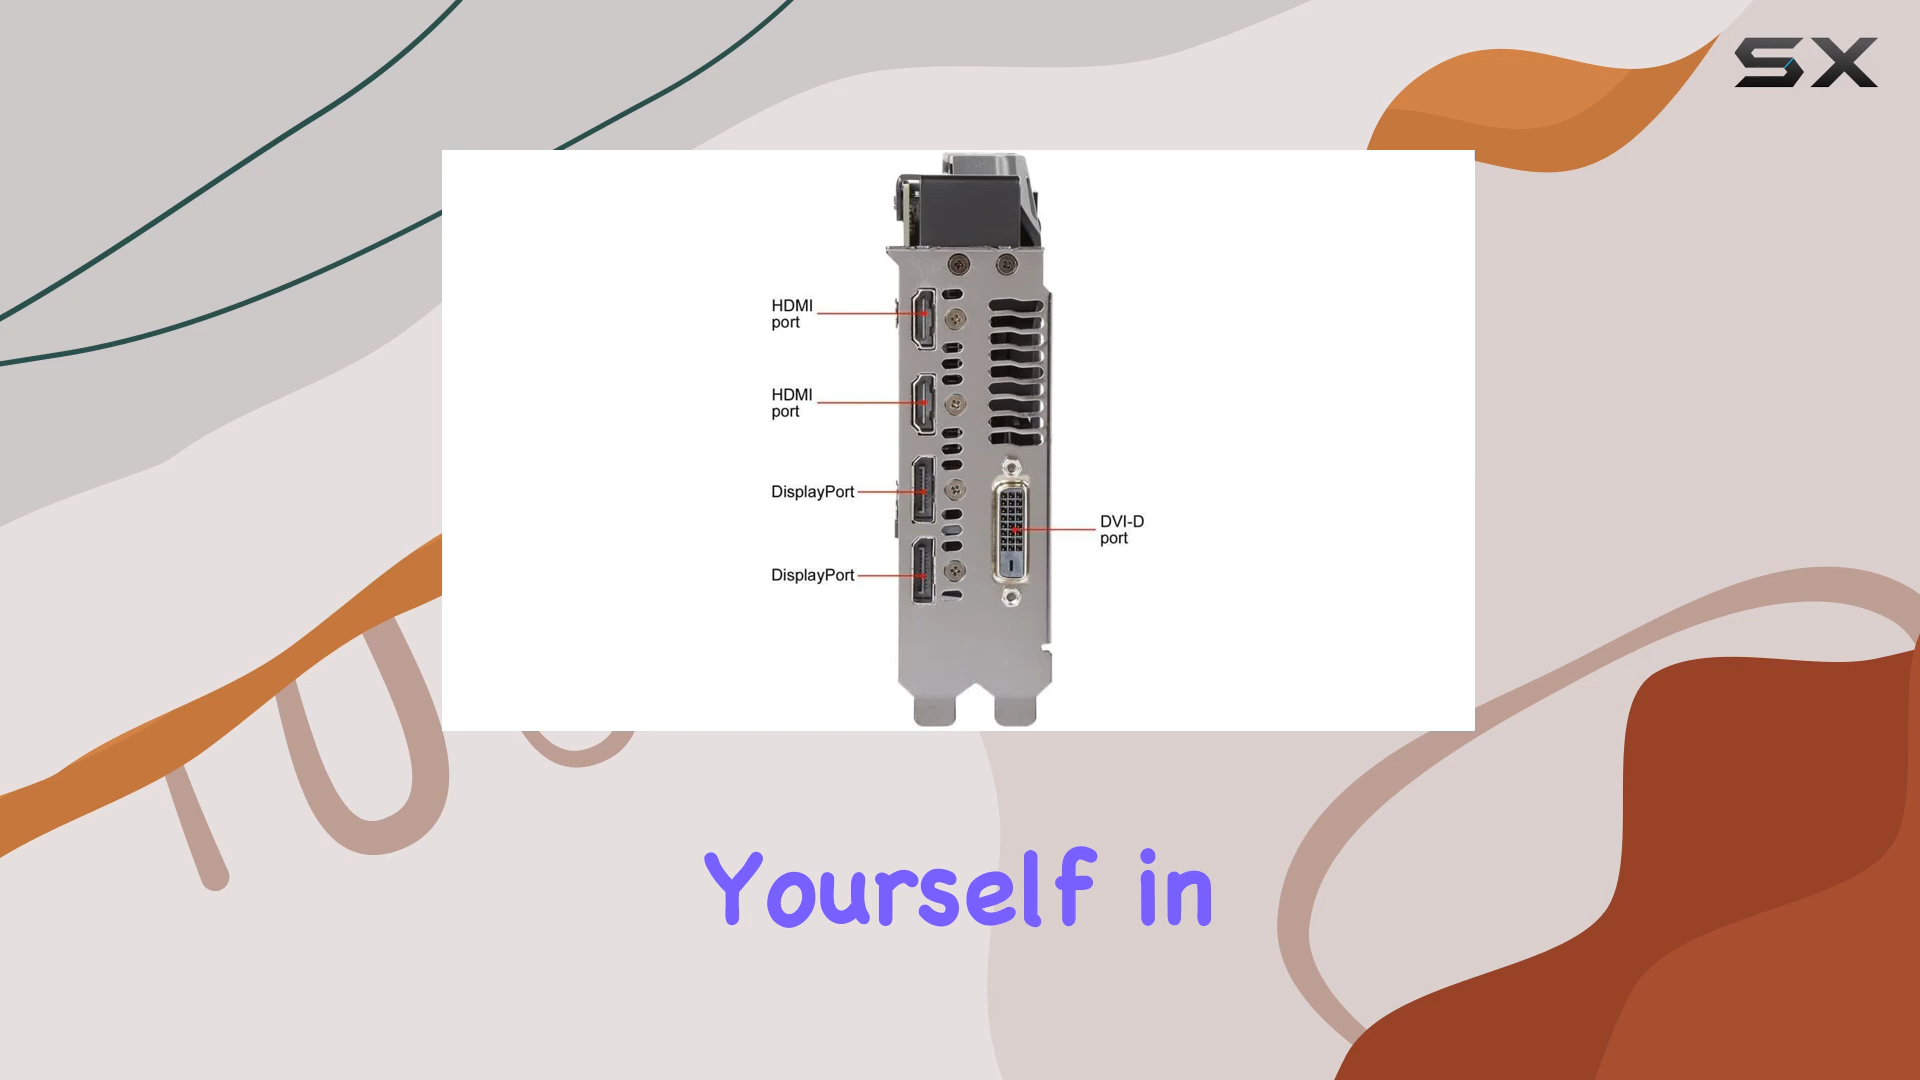 SX
HDMI
port
HDMI
port
DisplayPort
DVI-D
port
DisplayPort
Yourself in